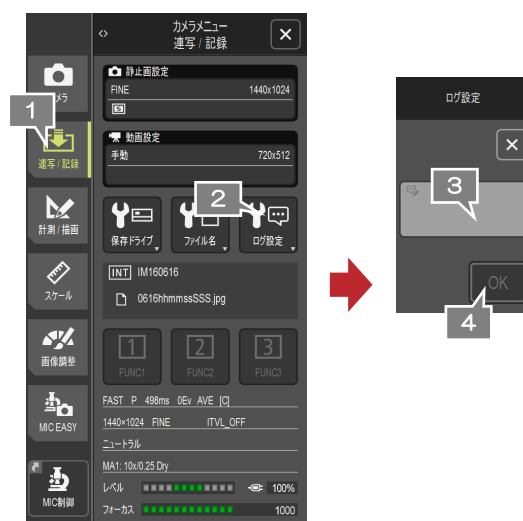 カメラメニュー
連写 / 記録
静止画設定
FINE 1440x1024
S
動画設定
手動 720x512
1
連写 / 記録
計測 / 描画
スケール
画像調整
MIC EASY
MIC制御
2
保存ドライブ
ファイル名
ログ設定
INT IM160616
0616hhmmssSSS.jpg
1 2 3
FUNC1 FUNC2 FUNC3
FAST P 498ms 0Ev AVE [C]
1440×1024 FINE ITVL_OFF
ニュートラル
MA1: 10x/0.25 Dry
レベル 100%
フォーカス 1000
ログ設定
3
OK
4